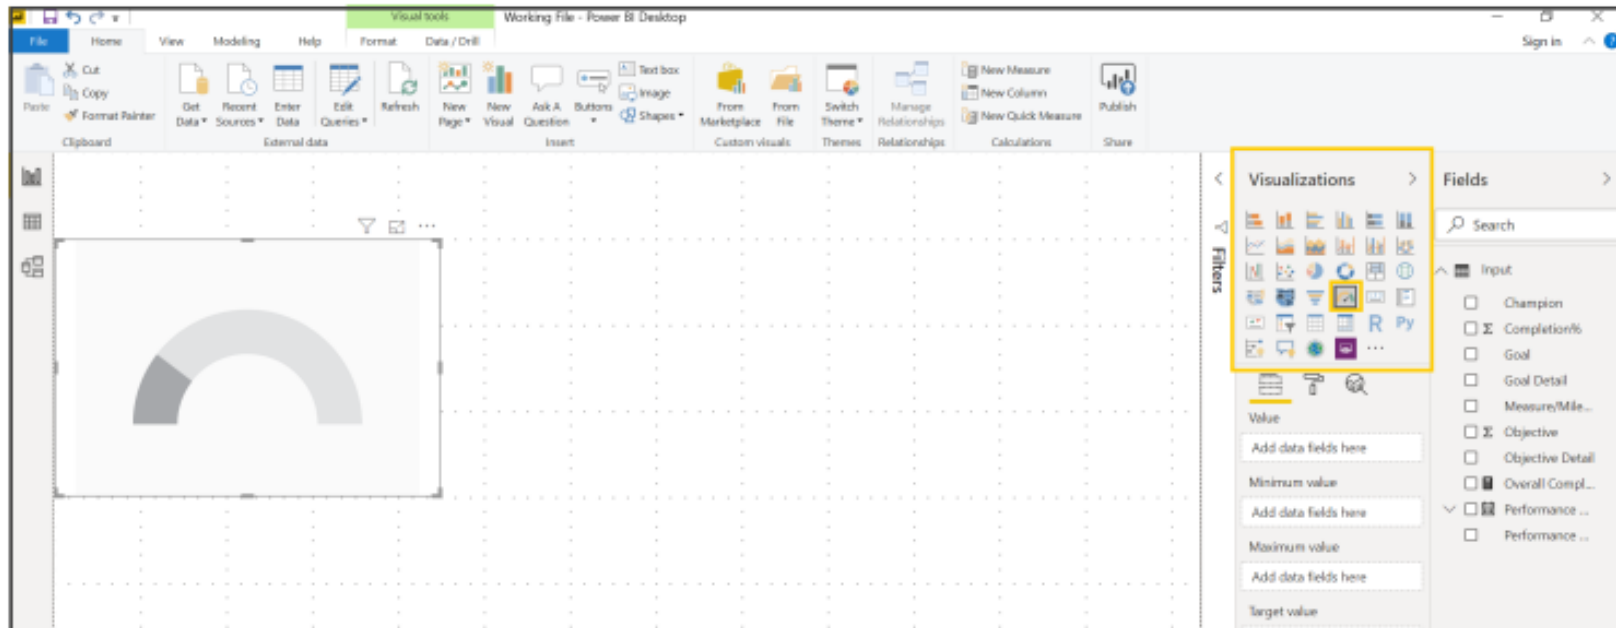 Visual tools
Working File - Power BI Desktop
File Home View Modeling Help Format Data / Drill Sign in
Cut
Copy
Format Painter
Paste
Clipboard
Get Data
Recent Sources
Enter Data
Edit Queries
Refresh
External data
New Page
New Visual
Ask A Question
Buttons
Text box
Image
Shapes
Insert
From Marketplace
From File
Custom visuals
Switch Theme
Themes
Manage Relationships
Relationships
New Measure
New Column
New Quick Measure
Calculations
Publish
Share
Filters
Visualizations
R Py
Value
Add data fields here
Minimum value
Add data fields here
Maximum value
Add data fields here
Target value
Fields
Search
Input
Champion
Σ Completion%
Goal
Goal Detail
Measure/Mile...
Σ Objective
Objective Detail
Overall Compl...
Performance ...
Performance ...